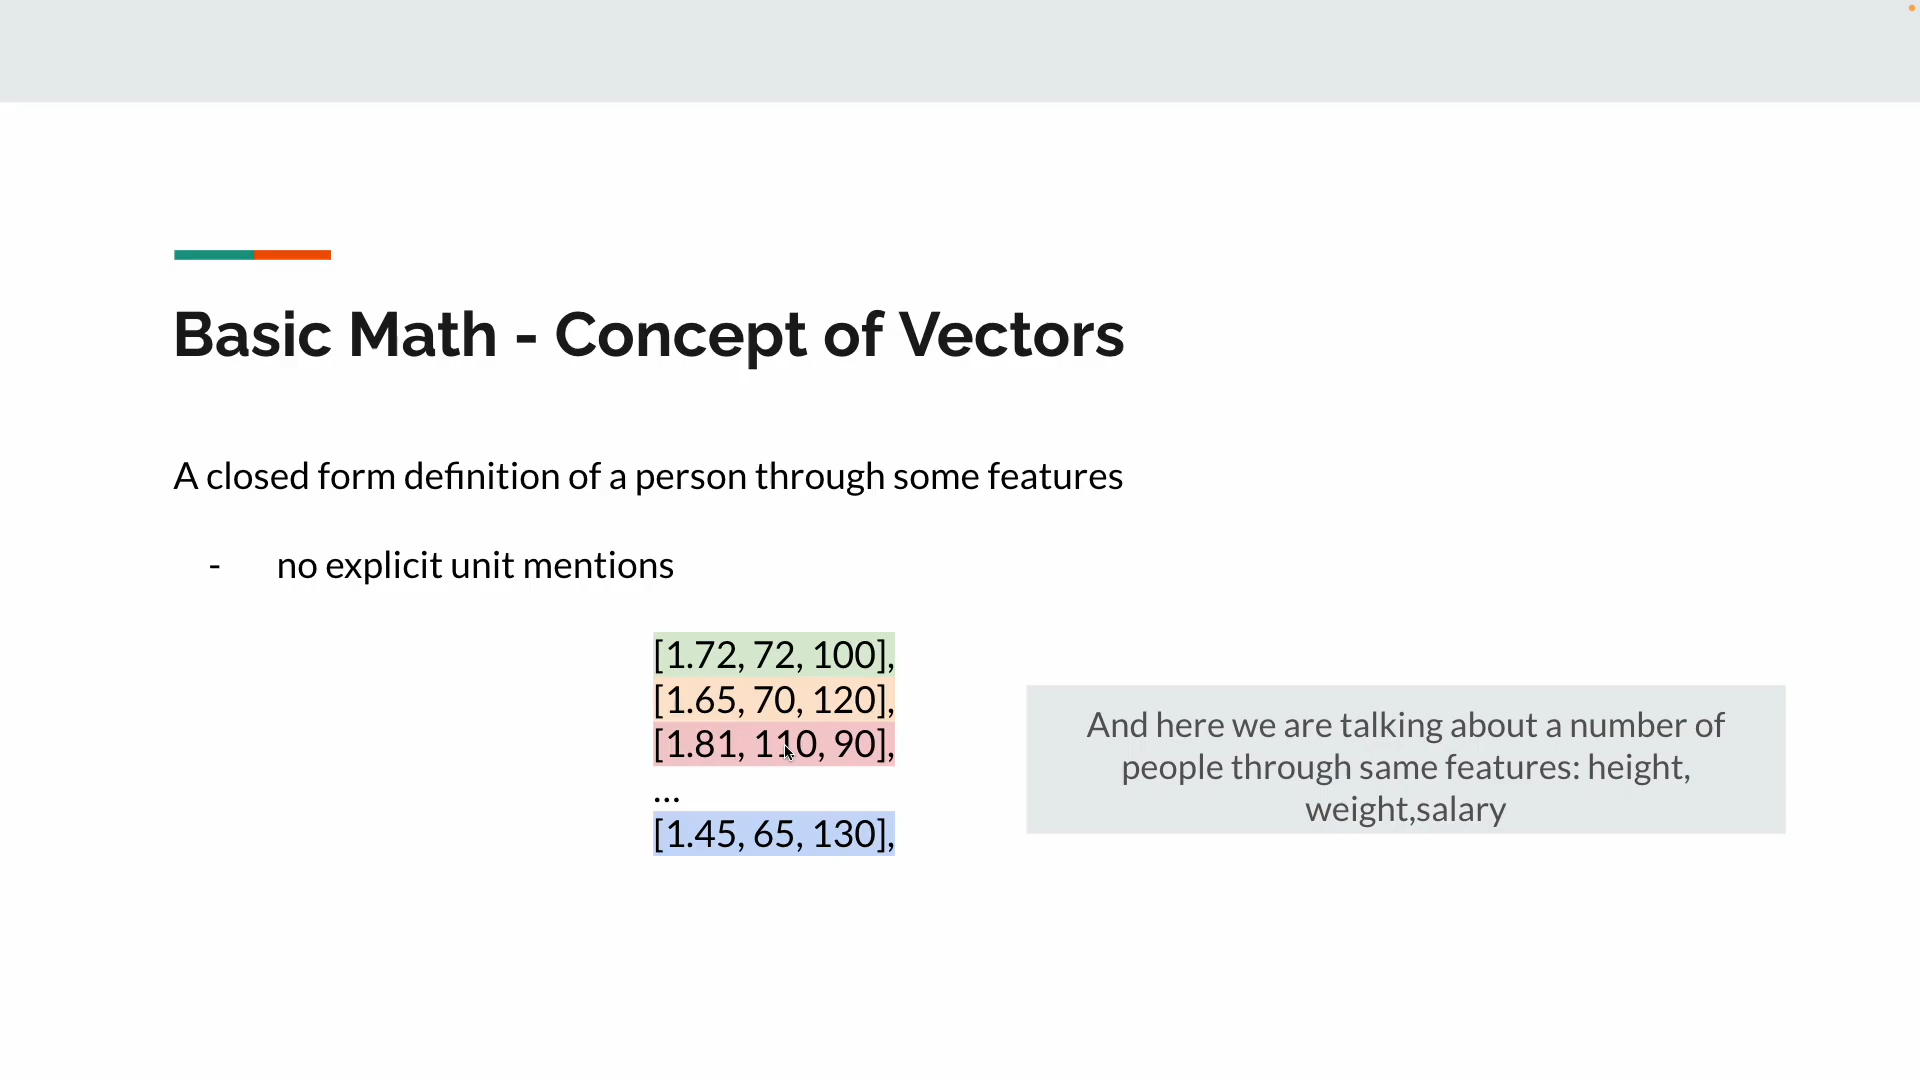 Basic Math - Concept of Vectors
A closed form definition of a person through some features
- no explicit unit mentions
[1.72, 72, 100],
[1.65, 70, 120],
[1.81, 110, 90],
...
[1.45, 65, 130],
And here we are talking about a number of
people through same features: height,
weight,salary